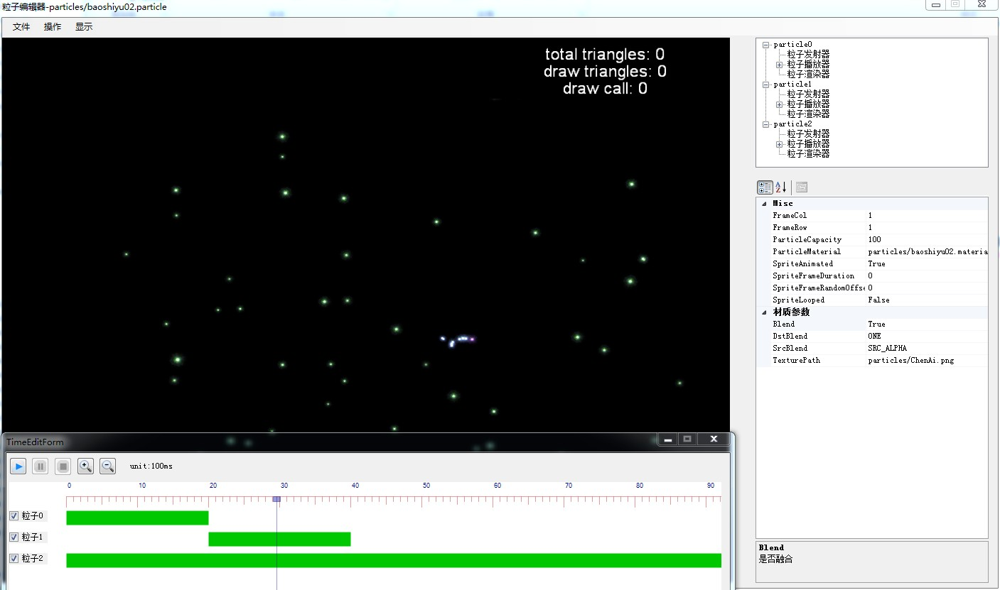 粒子编辑器-particles/baoshiyu02.particle
文件 操作 显示
total triangles: 0
draw triangles: 0
draw call: 0
particle0
粒子发射器
粒子播放器
粒子渲染器
particle1
粒子发射器
粒子播放器
粒子渲染器
particle2
粒子发射器
粒子播放器
粒子渲染器
A
Z
Misc
FrameCol 1
FrameRow 1
ParticleCapacity 100
ParticleMaterial particles/baoshiyu02.materia
SpriteAnimated True
SpriteFrameDuration 0
SpriteFrameRandomOffse 0
SpriteLooped False
材质参数
Blend True
DstBlend ONE
SrcBlend SRC_ALPHA
TexturePath particles/ChenAi.png
Blend
是否融合
TimeEditForm
unit:100ms
0 10 20 30 40 50 60 70 80 90
粒子0
粒子1
粒子2